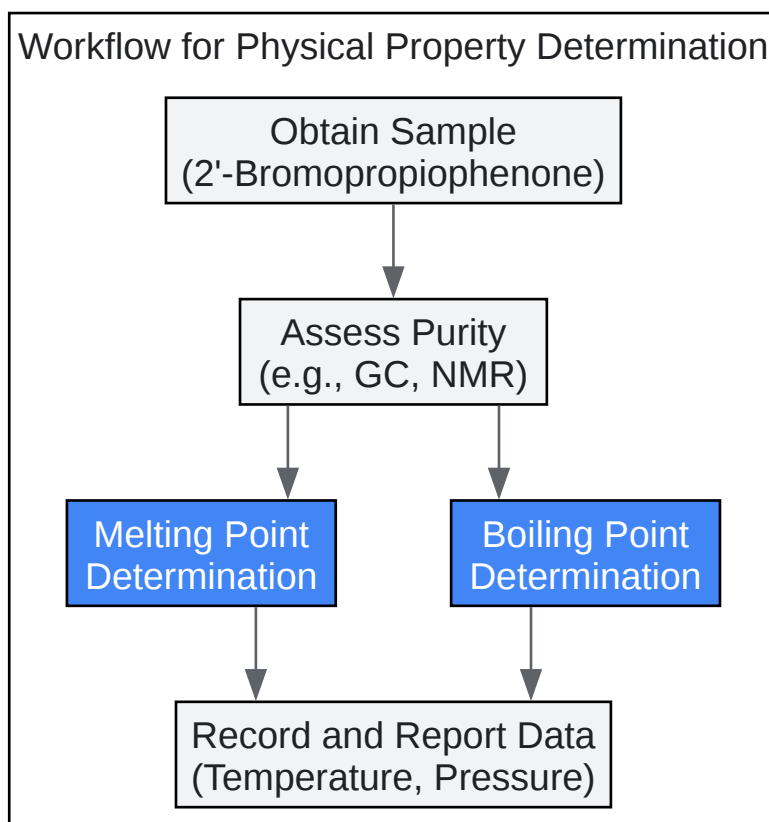 Workflow for Physical Property Determination
Obtain Sample
(2'-Bromopropiophenone)
Assess Purity
(e.g., GC, NMR)
Melting Point
Determination
Boiling Point
Determination
Record and Report Data
(Temperature, Pressure)